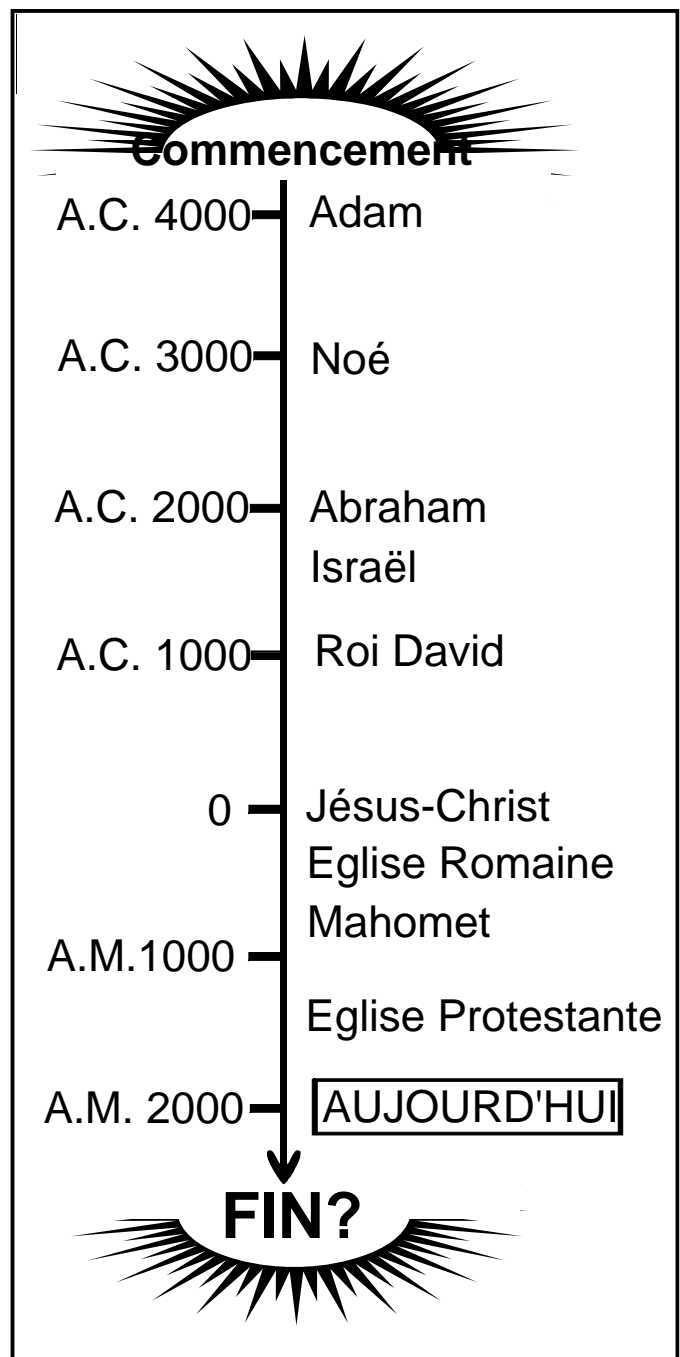 Commencement
A.C. 4000 Adam
A.C. 3000 Noé
A.C. 2000 Abraham
Israël
A.C. 1000 Roi David
0 Jésus-Christ
Eglise Romaine
Mahomet
A.M.1000
Eglise Protestante
A.M. 2000 AUJOURD'HUI
FIN?